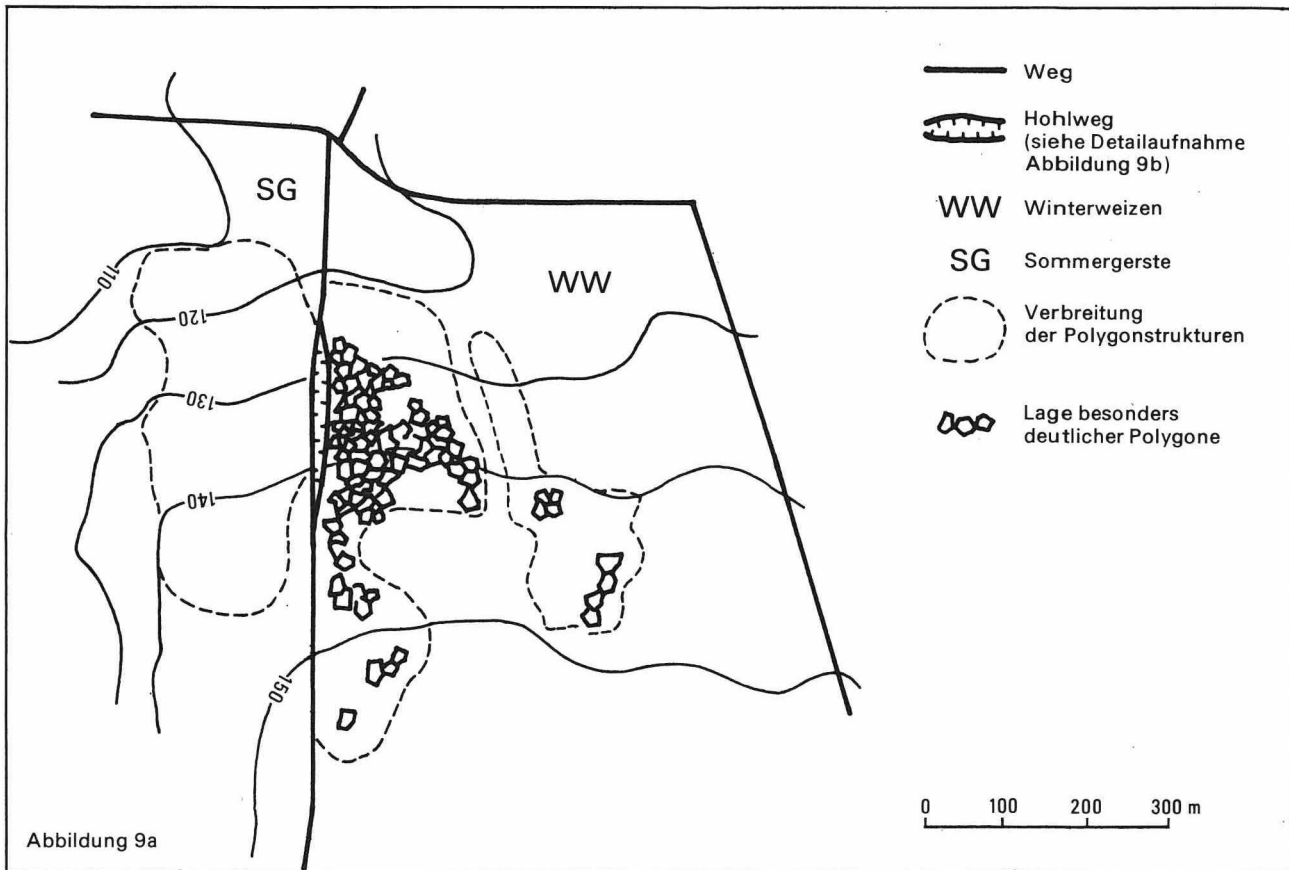 Weg
Hohlweg
(siehe Detailaufnahme
Abbildung 9b)
WW Winterweizen
SG Sommergerste
Verbreitung
der Polygonstrukturen
Lage besonders
deutlicher Polygone
SG
WW
110
120
130
140
150
0 100 200 300 m
Abbildung 9a